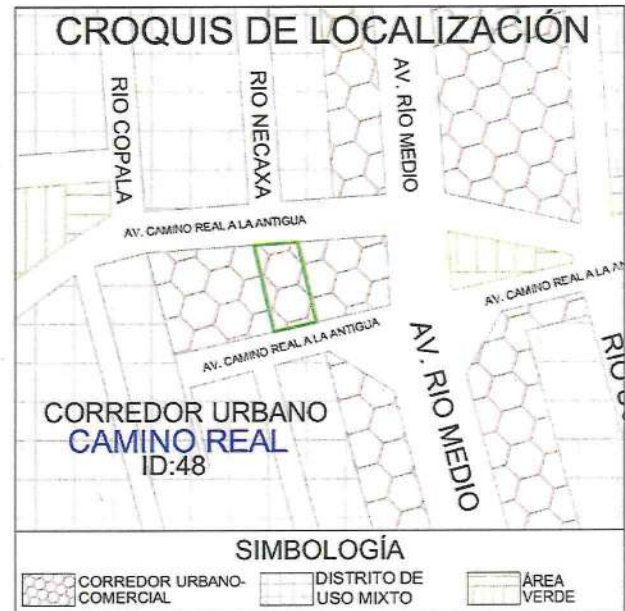 CROQUIS DE LOCALIZACIÓN
RIO COPALA
RIO NECAXA
AV. RÍO MEDIO
AV. CAMINO REAL A LA ANTIGUA
AV. CAMINO REAL A LA AN
AV. CAMINO REAL A LA ANTIGUA
AV. RIO MEDIO
RIO
CORREDOR URBANO
CAMINO REAL
ID:48
SIMBOLOGÍA
CORREDOR URBANO-
COMERCIAL
DISTRITO DE
USO MIXTO
ÁREA
VERDE